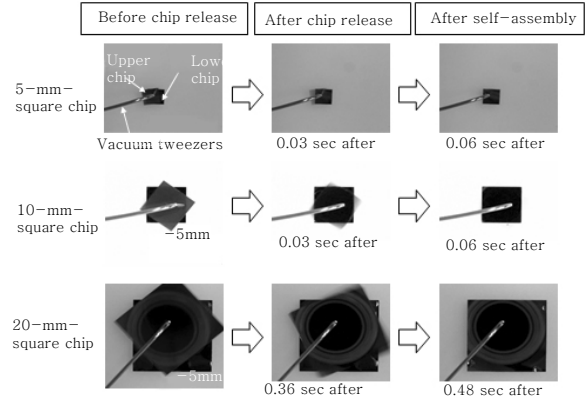 Before chip release
After chip release
After self-assembly
5-mm-
square chip
Upper
chip
Lowe
chip
Vacuum tweezers
0.03 sec after
0.06 sec after
10-mm-
square chip
-5mm
0.03 sec after
0.06 sec after
20-mm-
square chip
-5mm
0.36 sec after
0.48 sec after